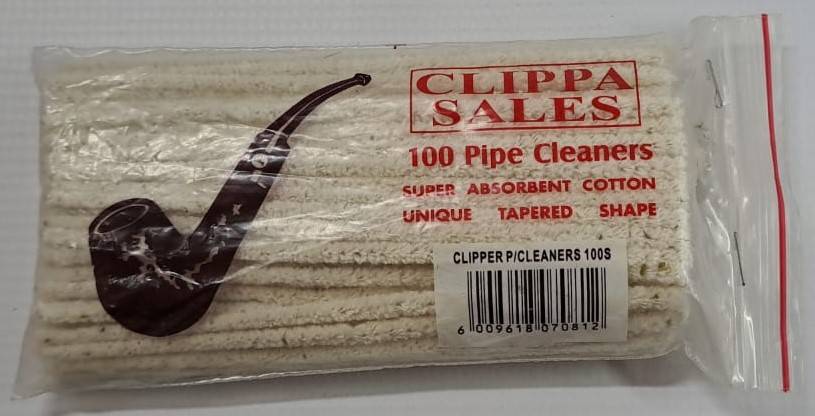 CLIPPA
SALES
100 Pipe Cleaners
SUPER ABSORBENT COTTON
UNIQUE TAPERED SHAPE
CLIPPER P/CLEANERS 100S
6 009618 070812